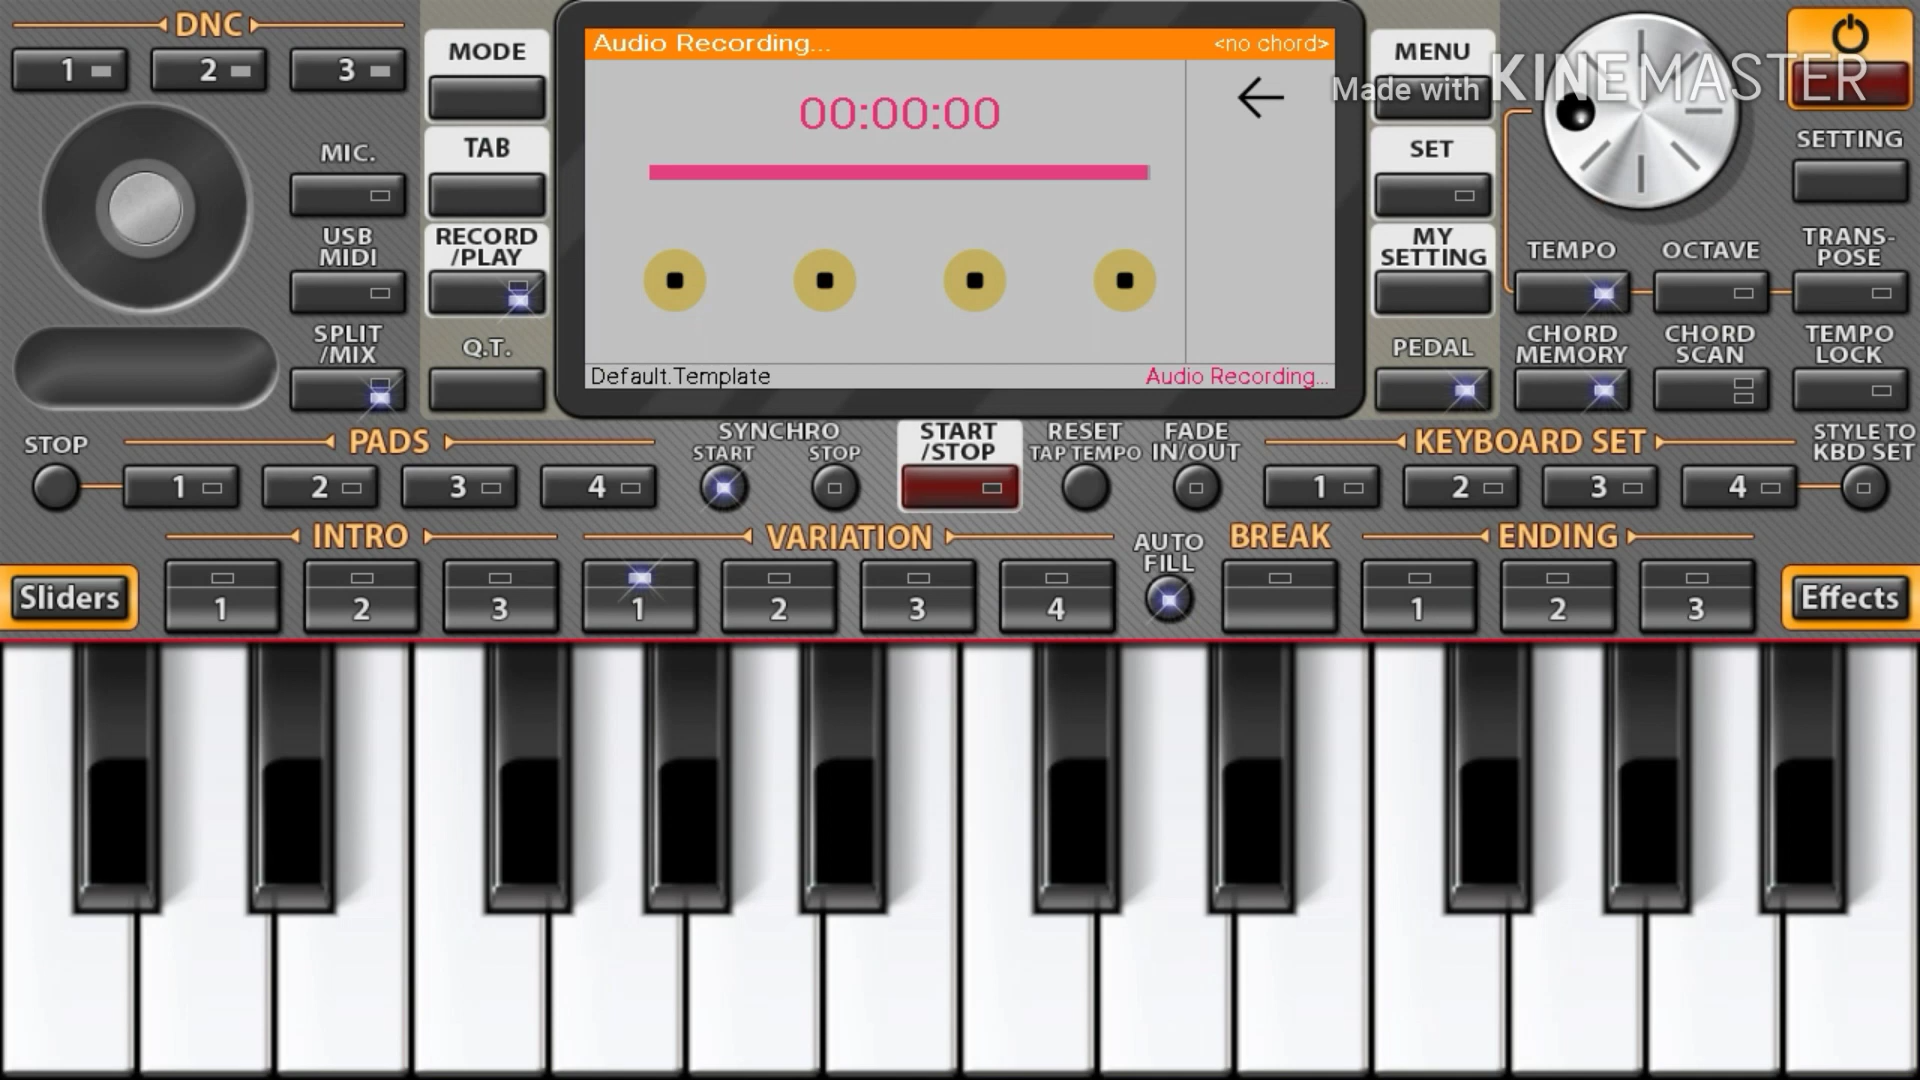 DNC
1
2
3
MODE
Audio Recording...
<no chord>
MENU
Made with KINEMASTER
00:00:00
MIC.
TAB
SET
SETTING
USB
MIDI
RECORD
/PLAY
MY
SETTING
TEMPO
OCTAVE
TRANS-
POSE
SPLIT
/MIX
Q.T.
PEDAL
CHORD
MEMORY
CHORD
SCAN
TEMPO
LOCK
Default.Template
Audio Recording...
STOP
PADS
1
2
3
4
SYNCHRO
START
STOP
START
/STOP
RESET
TAP TEMPO
FADE
IN/OUT
KEYBOARD SET
1
2
3
4
STYLE TO
KBD SET
INTRO
VARIATION
AUTO
FILL
BREAK
ENDING
Sliders
1
2
3
1
2
3
4
1
2
3
Effects